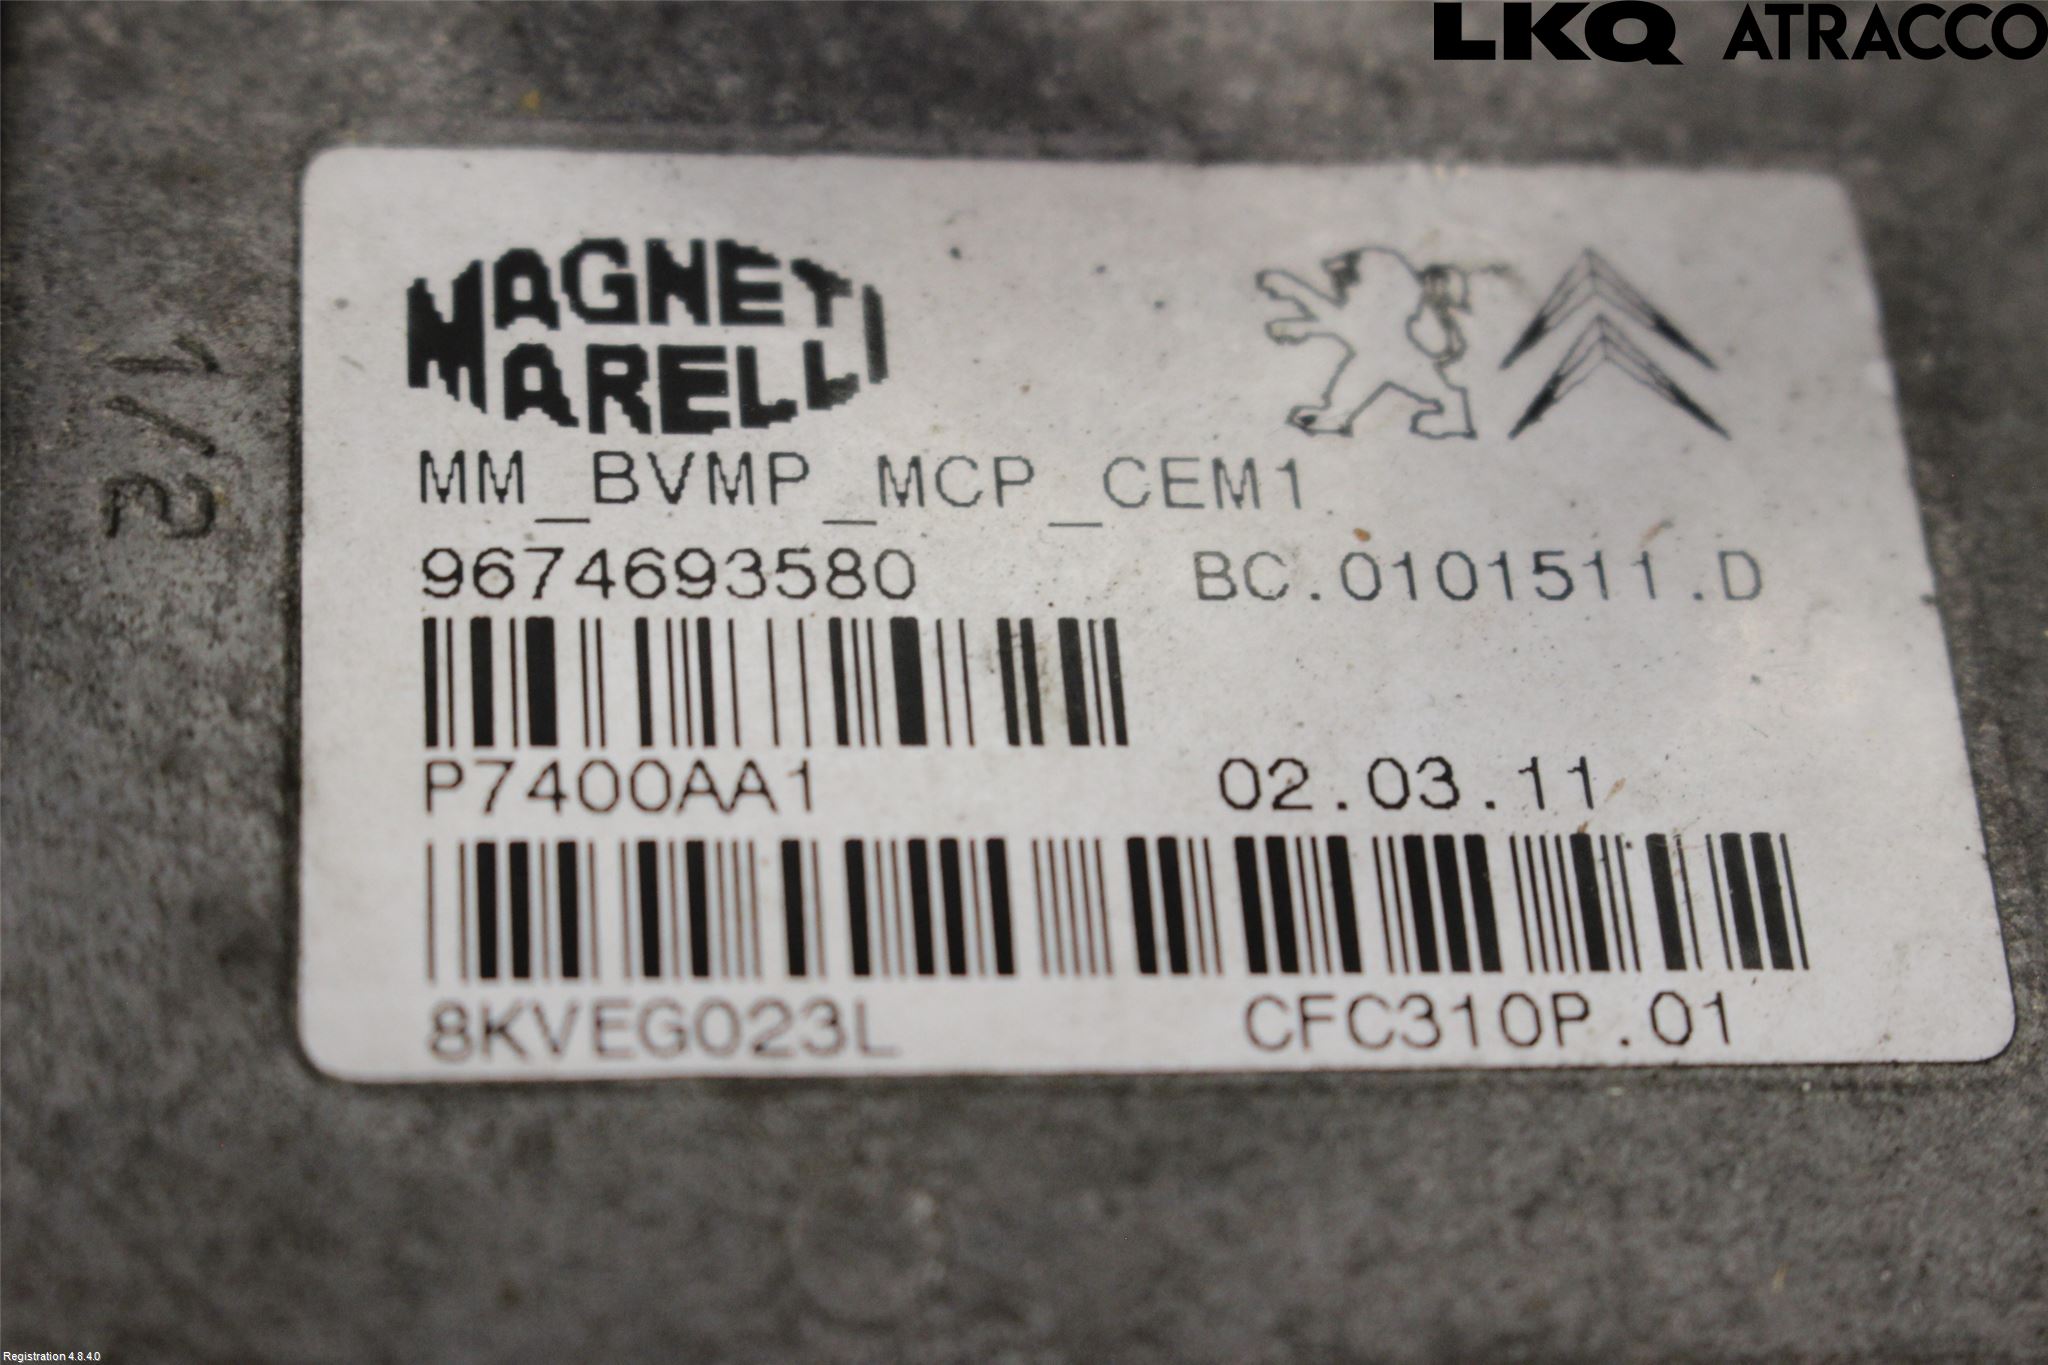 LKQ ATRACCO
MAGNETI
MARELLI
MM_BVMP_MCP_CEM1
9674693580 BC.0101511.D
P7400AA1 02.03.11
8KVEG023L CFC310P.01
1/2
Registration 4.8.4.0